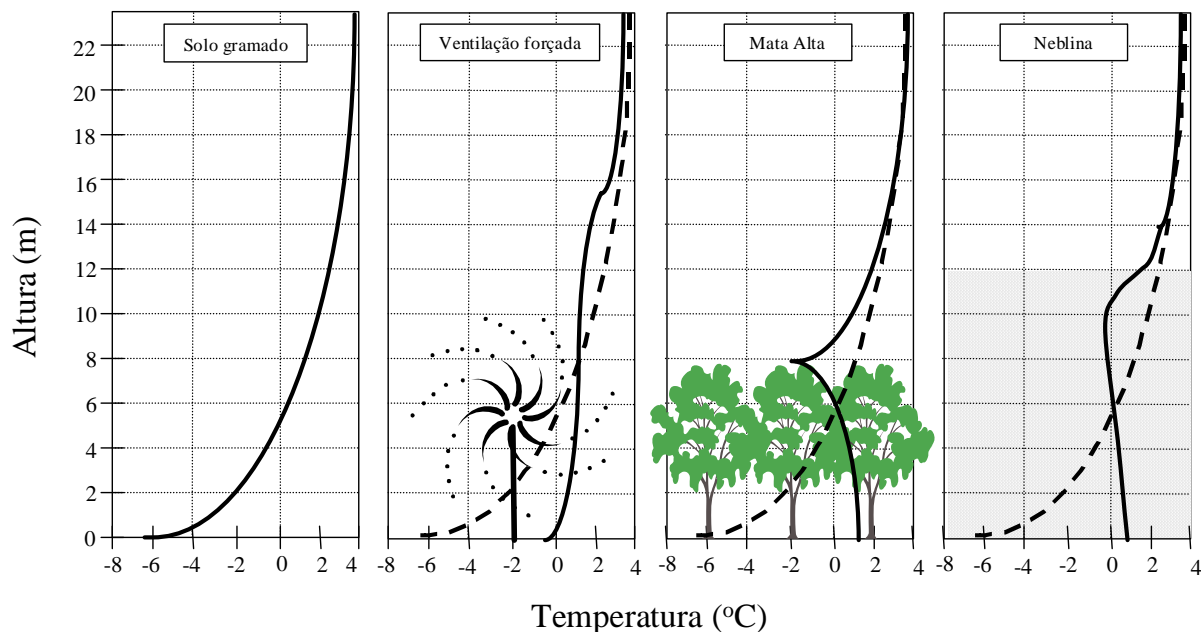 Solo gramado
Ventilação forçada
Mata Alta
Neblina
22
20
18
16
14
12
10
8
6
4
2
0
Altura (m)
-8 -6 -4 -2 0 2 4
-8 -6 -4 -2 0 2 4
-8 -6 -4 -2 0 2 4
-8 -6 -4 -2 0 2 4
Temperatura (°C)